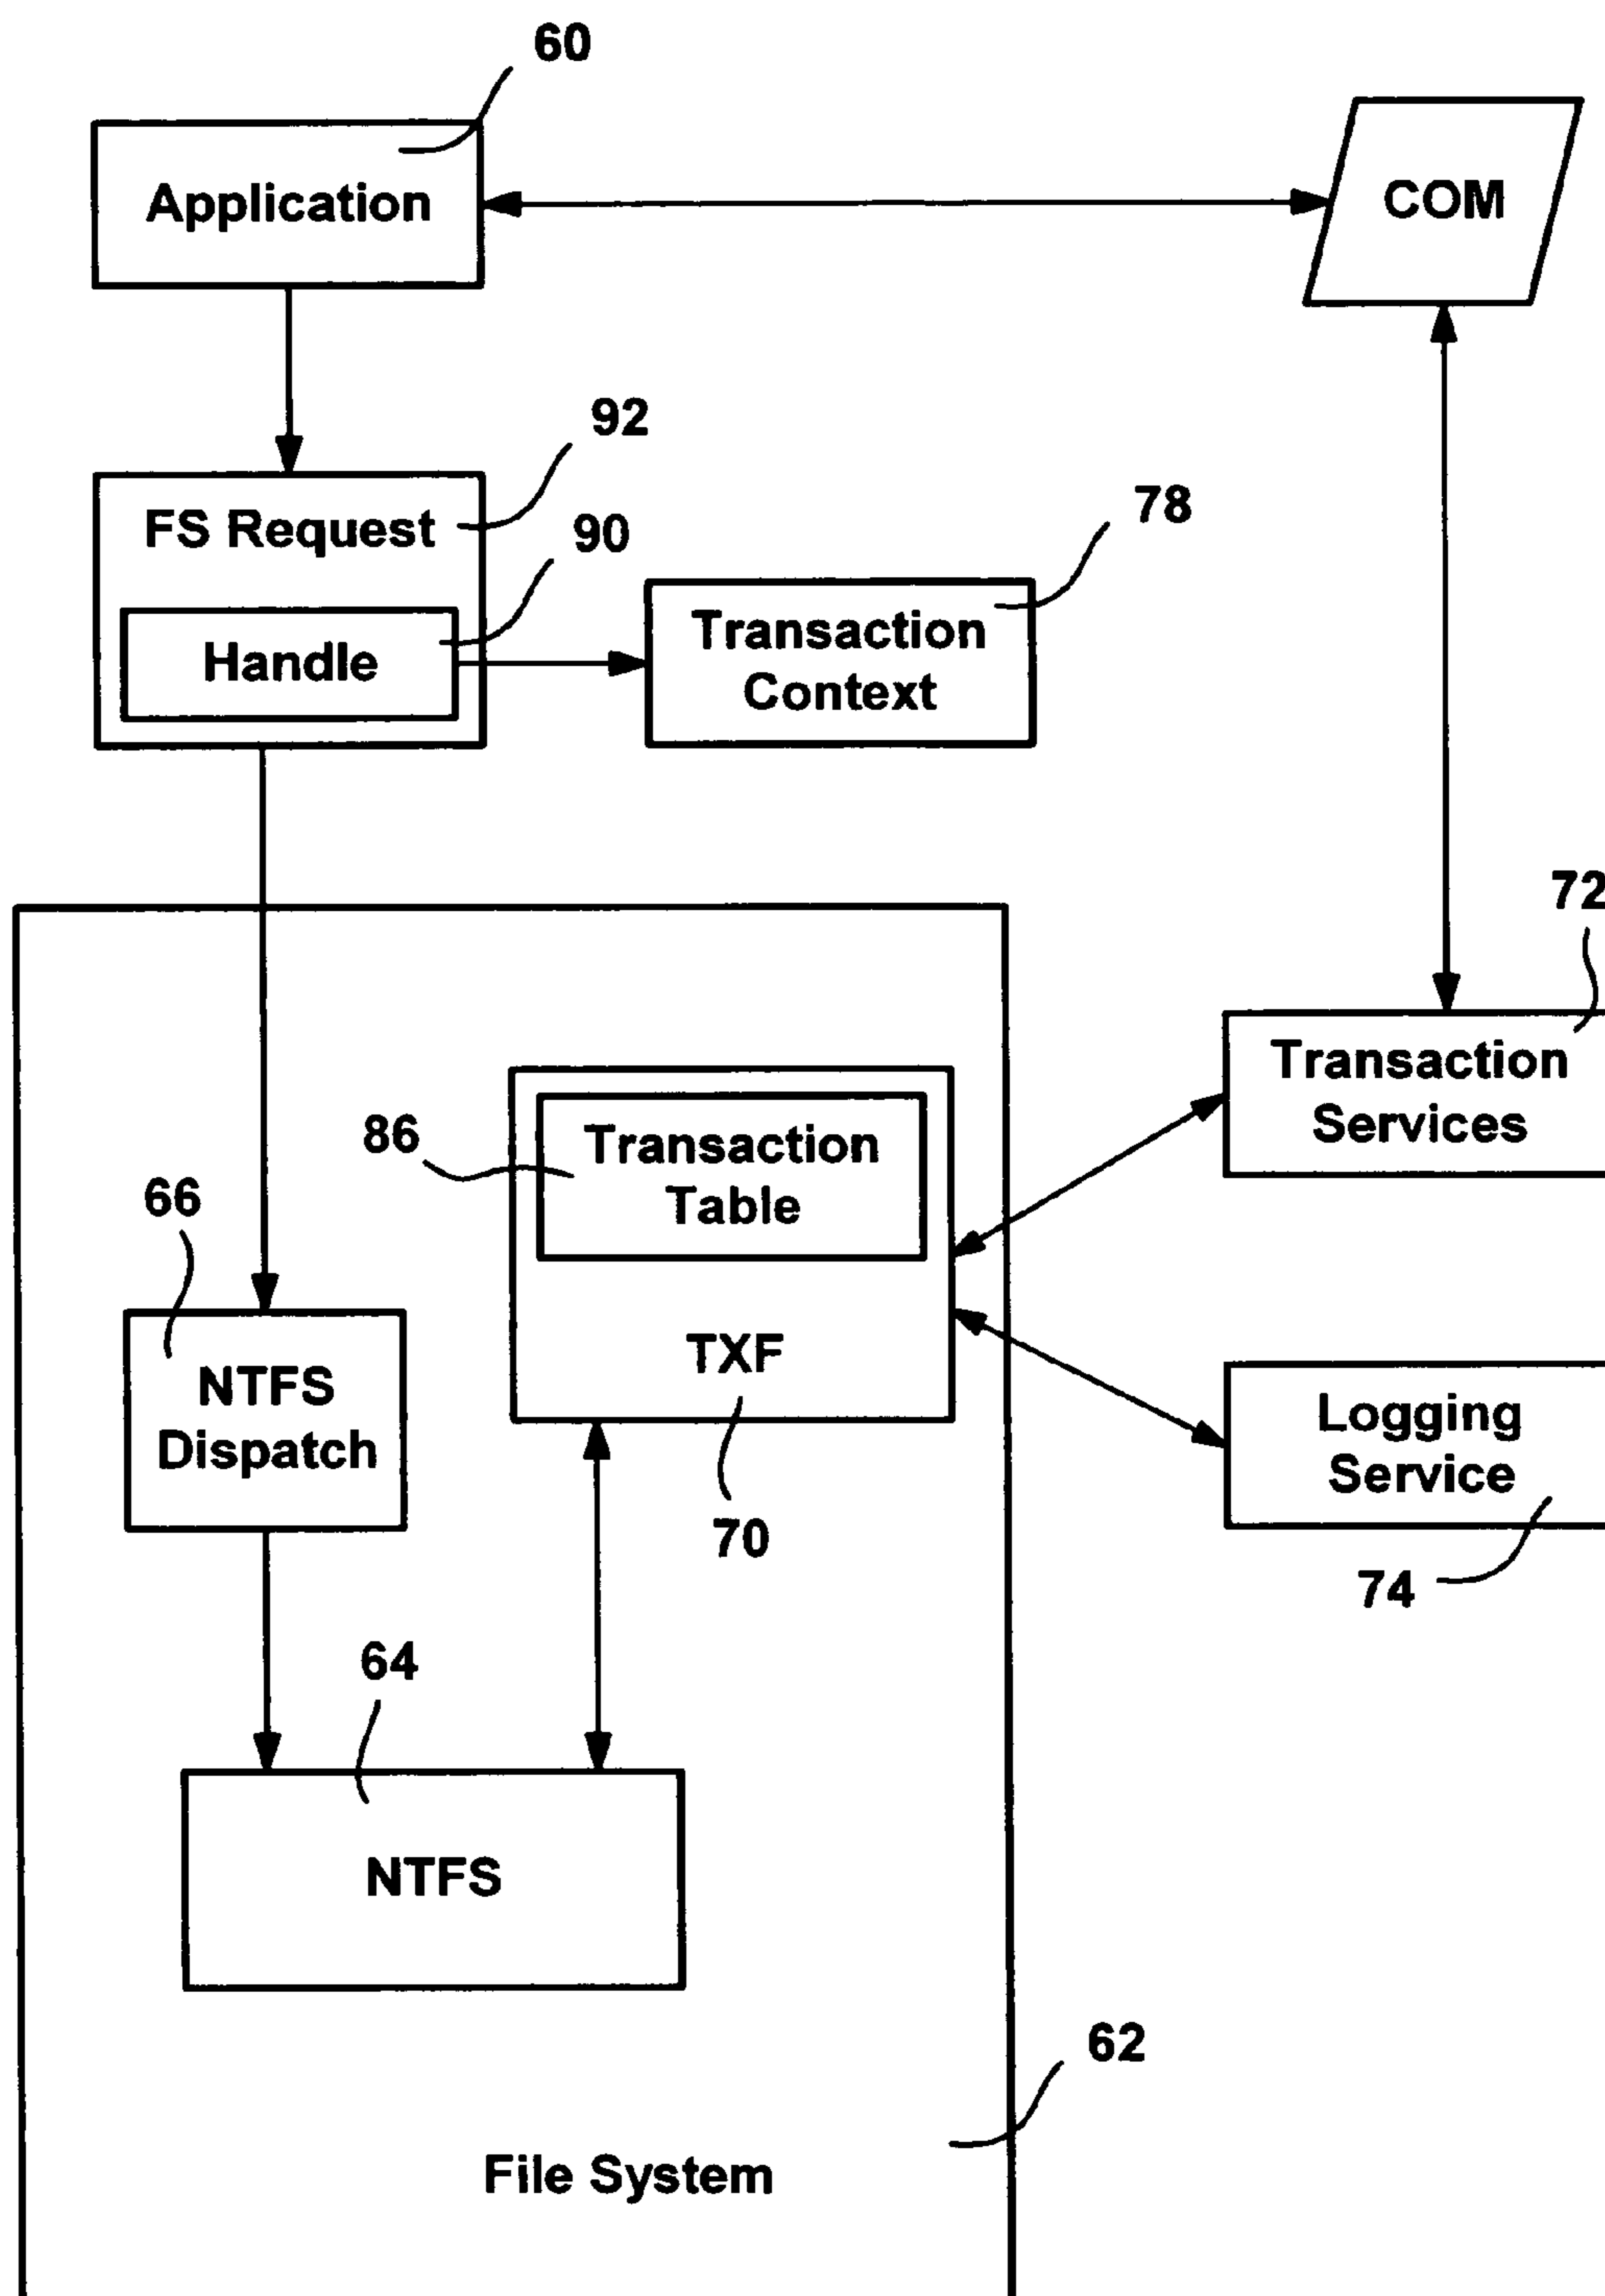 60
Application
COM
92
FS Request
90
Handle
78
Transaction
Context
72
Transaction
Services
86
Transaction
Table
66
NTFS
Dispatch
TXF
70
Logging
Service
74
64
NTFS
62
File System